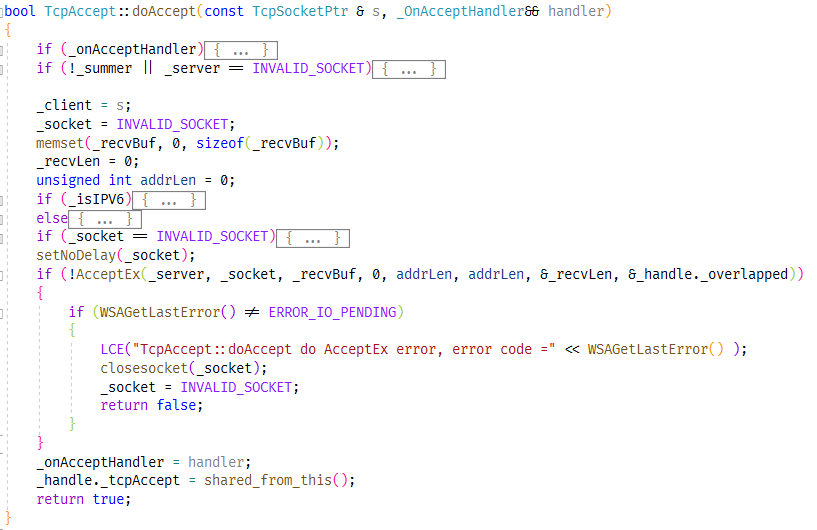 bool TcpAccept::doAccept(const TcpSocketPtr & s, _OnAcceptHandler&& handler)
{
if (_onAcceptHandler) { ... }
if (!_summer || _server == INVALID_SOCKET) { ... }
_client = s;
_socket = INVALID_SOCKET;
memset(_recvBuf, 0, sizeof(_recvBuf));
_recvLen = 0;
unsigned int addrLen = 0;
if (_isIPV6) { ... }
else { ... }
if (_socket == INVALID_SOCKET) { ... }
setNoDelay(_socket);
if (!AcceptEx(_server, _socket, _recvBuf, 0, addrLen, addrLen, &_recvLen, &_handle._overlapped))
{
if (WSAGetLastError() != ERROR_IO_PENDING)
{
LCE("TcpAccept::doAccept do AcceptEx error, error code =" << WSAGetLastError() );
closesocket(_socket);
_socket = INVALID_SOCKET;
return false;
}
}
_onAcceptHandler = handler;
_handle._tcpAccept = shared_from_this();
return true;
}